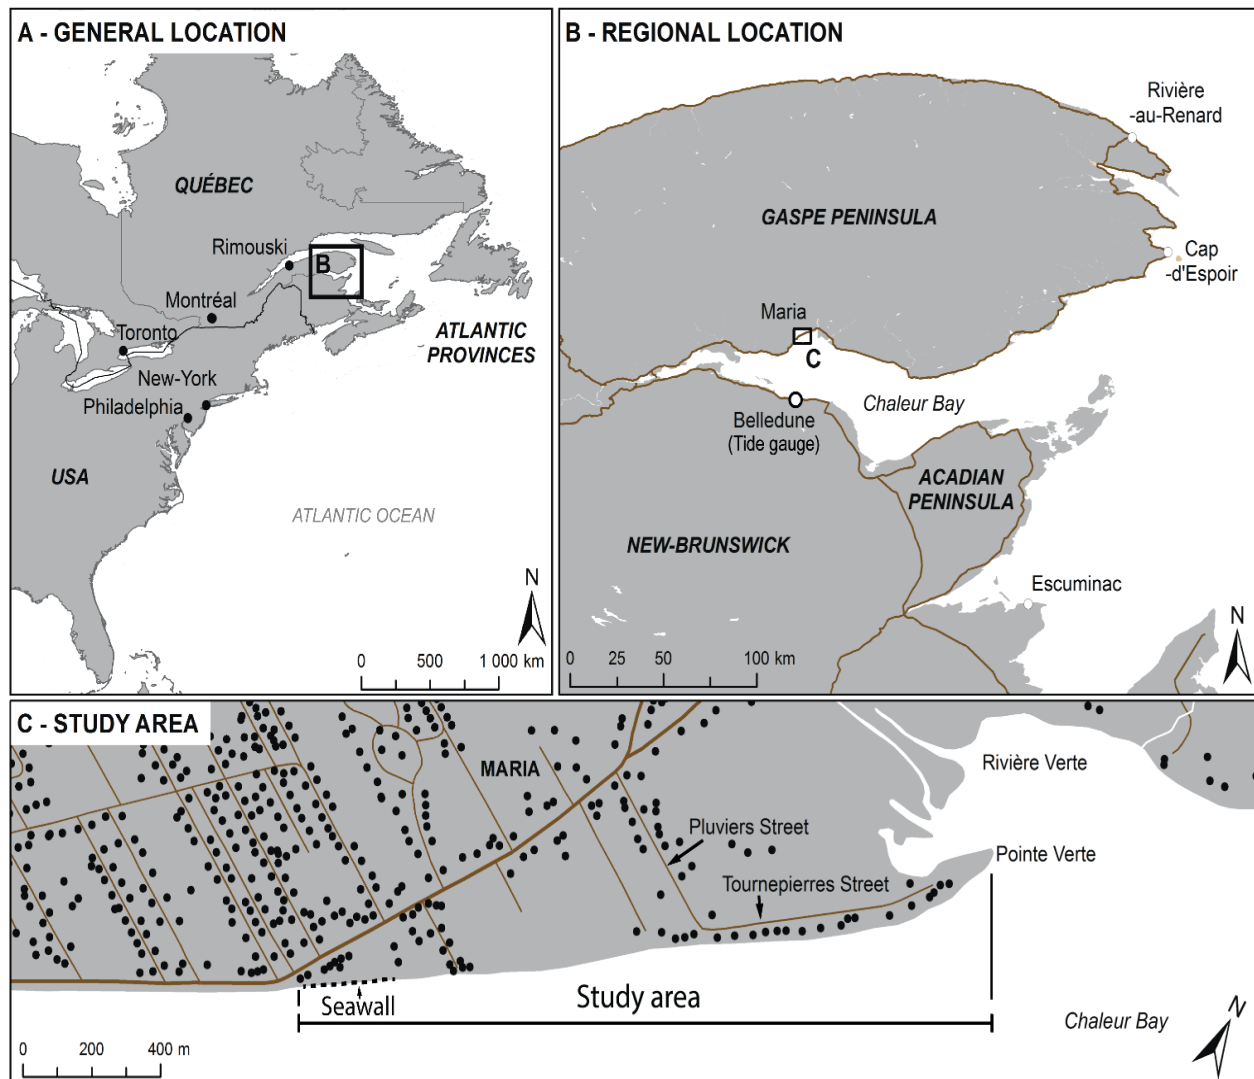 A - GENERAL LOCATION
QUÉBEC
Rimouski
B
Montréal
Toronto
ATLANTIC
PROVINCES
New-York
Philadelphia
USA
ATLANTIC OCEAN
N
0 500 1 000 km
B - REGIONAL LOCATION
Rivière
-au-Renard
GASPE PENINSULA
Cap
-d'Espoir
Maria
C
Chaleur Bay
Belledune
(Tide gauge)
ACADIAN
PENINSULA
NEW-BRUNSWICK
Escuminac
N
0 25 50 100 km
C - STUDY AREA
MARIA
Rivière Verte
Pluviers Street
Pointe Verte
Tournepierres Street
Seawall
Study area
Chaleur Bay
N
0 200 400 m